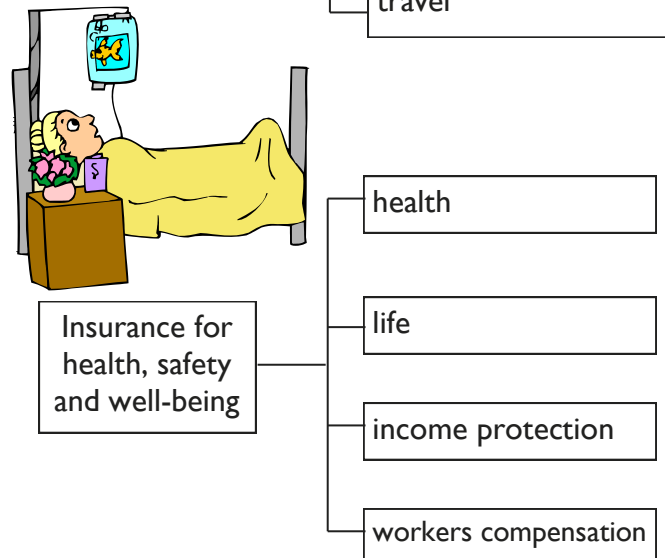 travel
health
Insurance for
health, safety
and well-being
life
income protection
workers compensation